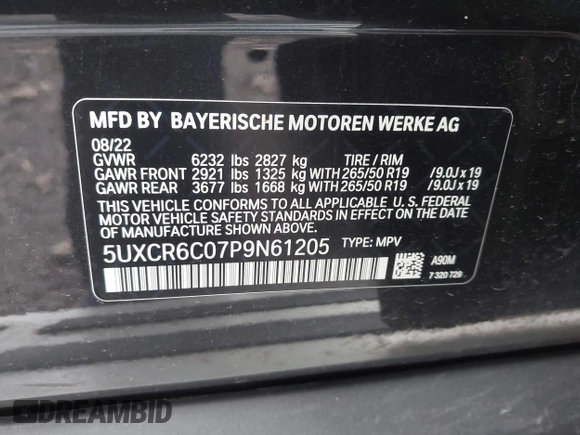 MFD BY BAYERISCHE MOTOREN WERKE AG
08/22
GVWR 6232 lbs 2827 kg TIRE / RIM
GAWR FRONT 2921 lbs 1325 kg WITH 265/50 R19 /9.0J x 19
GAWR REAR 3677 lbs 1668 kg WITH 265/50 R19 /9.0J x 19
THIS VEHICLE CONFORMS TO ALL APPLICABLE U. S. FEDERAL
MOTOR VEHICLE SAFETY STANDARDS IN EFFECT ON THE DATE
OF MANUFACTURE SHOWN ABOVE.
5UXCR6C07P9N61205 TYPE: MPV
A90M
7 320 729
DREAMBID